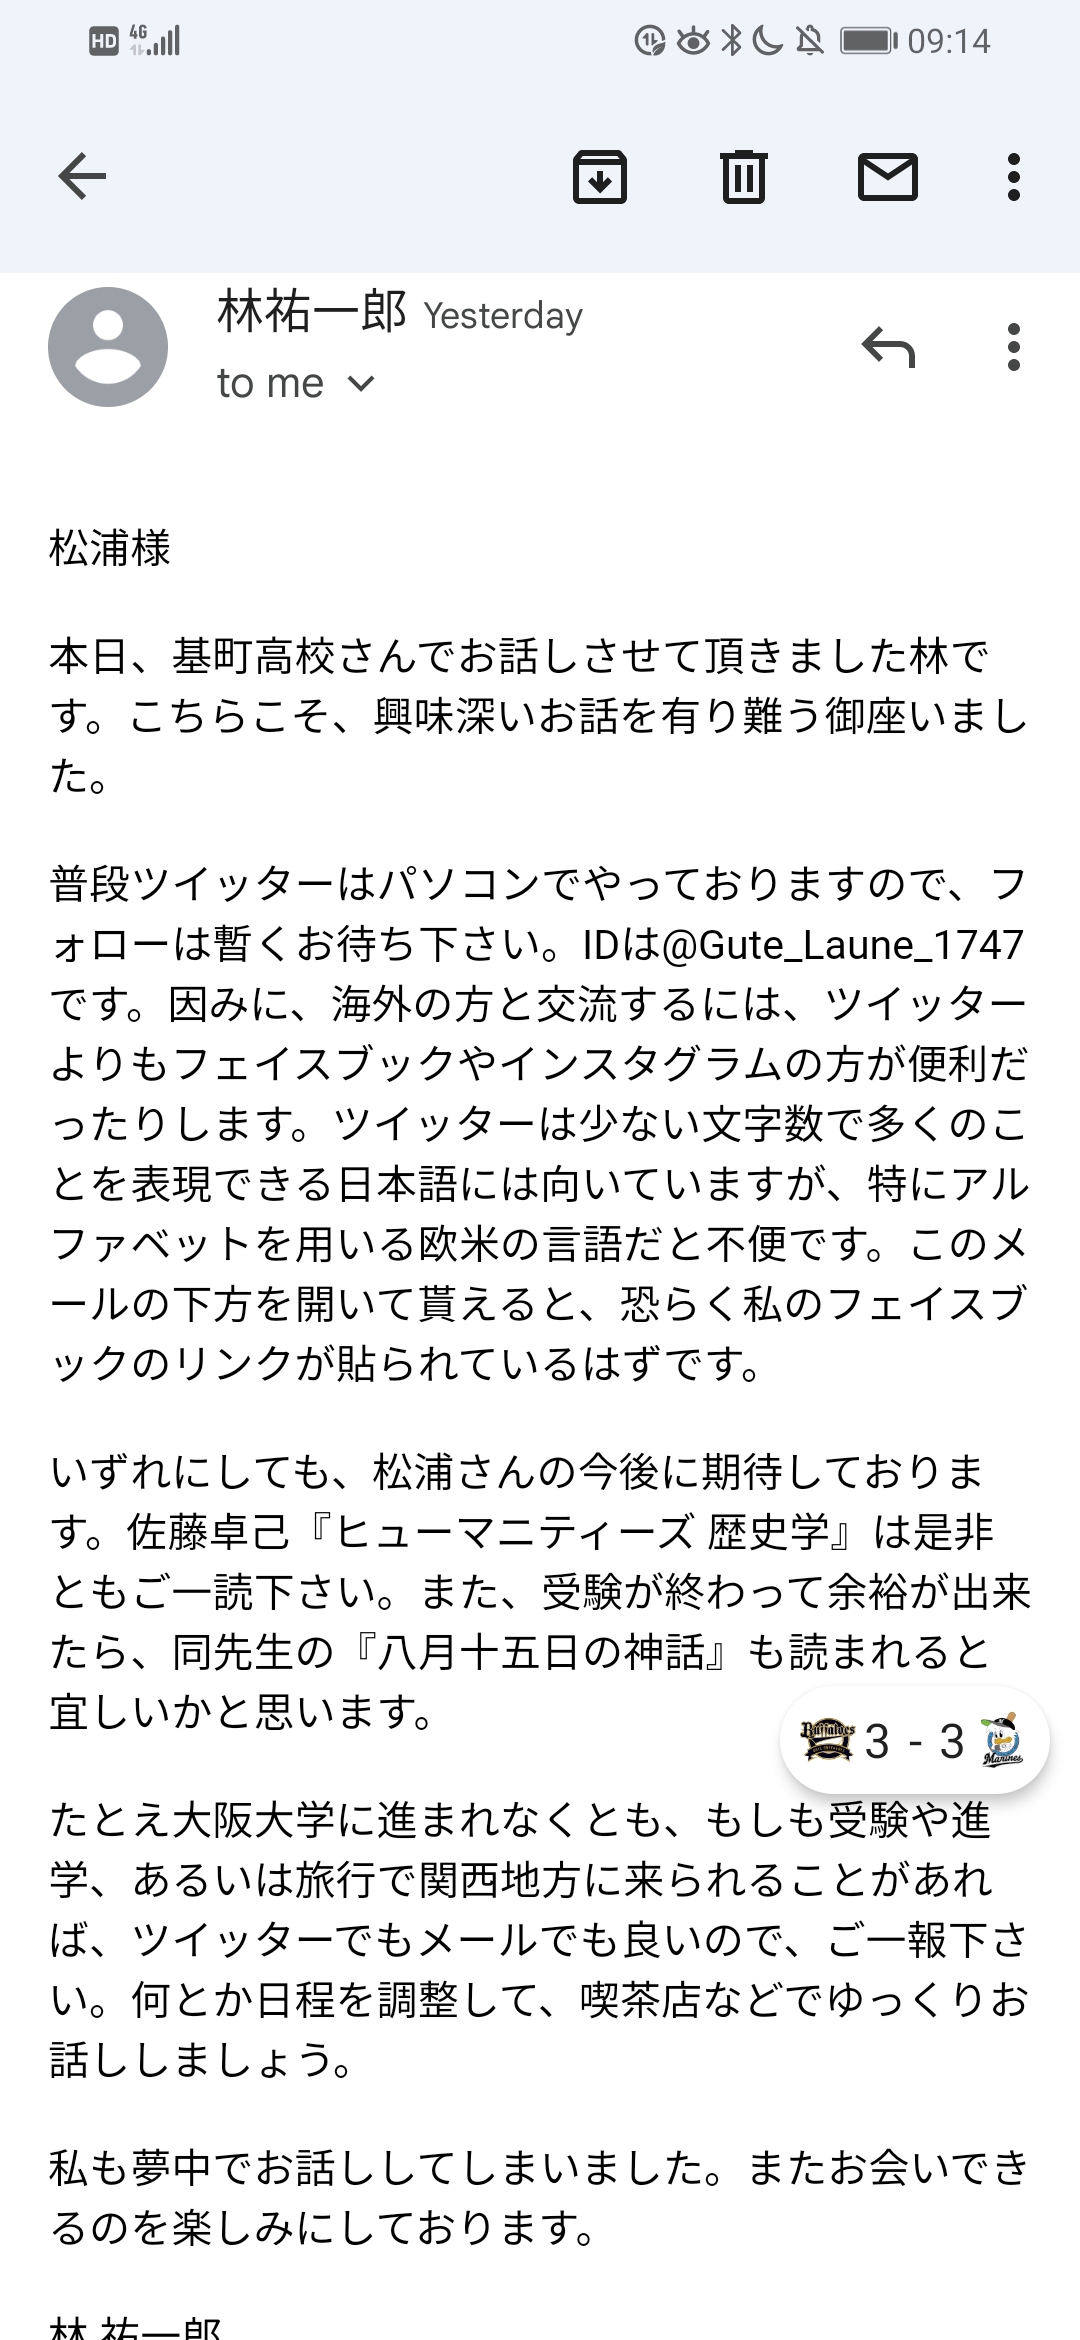 HD 4G 09:14
林祐一郎 Yesterday
to me
松浦様
本日、基町高校さんでお話しさせて頂きました林で
す。こちらこそ、興味深いお話を有り難う御座いまし
た。
普段ツイッターはパソコンでやっておりますので、フ
ォローは暫くお待ち下さい。IDは@Gute_Laune_1747
です。因みに、海外の方と交流するには、ツイッター
よりもフェイスブックやインスタグラムの方が便利だ
ったりします。ツイッターは少ない文字数で多くのこ
とを表現できる日本語には向いていますが、特にアル
ファベットを用いる欧米の言語だと不便です。このメ
ールの下方を開いて貰えると、恐らく私のフェイスブ
ックのリンクが貼られているはずです。
いずれにしても、松浦さんの今後に期待しておりま
す。佐藤卓己『ヒューマニティーズ 歴史学』は是非
ともご一読下さい。また、受験が終わって余裕が出来
たら、同先生の『八月十五日の神話』も読まれると
宜しいかと思います。
Buffaloes 3 - 3 Marines
たとえ大阪大学に進まれなくとも、もしも受験や進
学、あるいは旅行で関西地方に来られることがあれ
ば、ツイッターでもメールでも良いので、ご一報下さ
い。何とか日程を調整して、喫茶店などでゆっくりお
話ししましょう。
私も夢中でお話ししてしまいました。またお会いでき
るのを楽しみにしております。
林 祐一郎